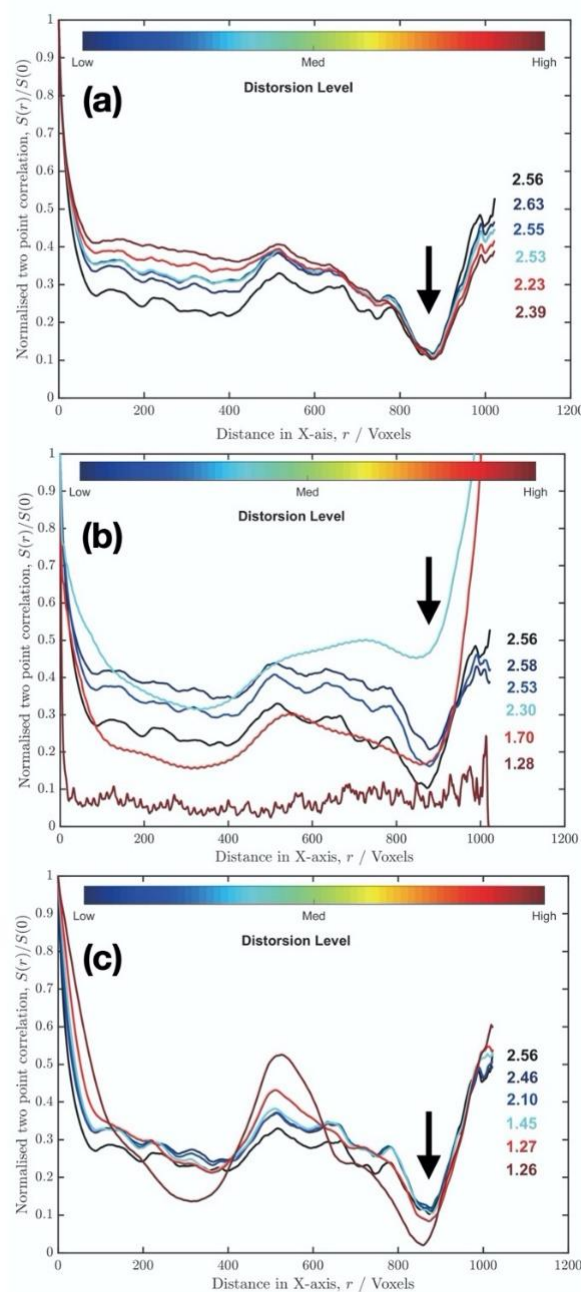 1
Low
Med
High
Distorsion Level
(a)
0.9
0.8
0.7
0.6
0.5
0.4
0.3
0.2
0.1
0
Normalised two point correlation, S(r)/S(0)
2.56
2.63
2.55
2.53
2.23
2.39
0 200 400 600 800 1000 1200
Distance in X-ais, r / Voxels
1
Low
Med
High
Distorsion Level
(b)
0.9
0.8
0.7
0.6
0.5
0.4
0.3
0.2
0.1
0
Normalised two point correlation, S(r)/S(0)
2.56
2.58
2.53
2.30
1.70
1.28
0 200 400 600 800 1000 1200
Distance in X-axis, r / Voxels
1
Low
Med
High
Distorsion Level
(c)
0.9
0.8
0.7
0.6
0.5
0.4
0.3
0.2
0.1
0
Normalised two point correlation, S(r)/S(0)
2.56
2.46
2.10
1.45
1.27
1.26
0 200 400 600 800 1000 1200
Distance in X-axis, r / Voxels